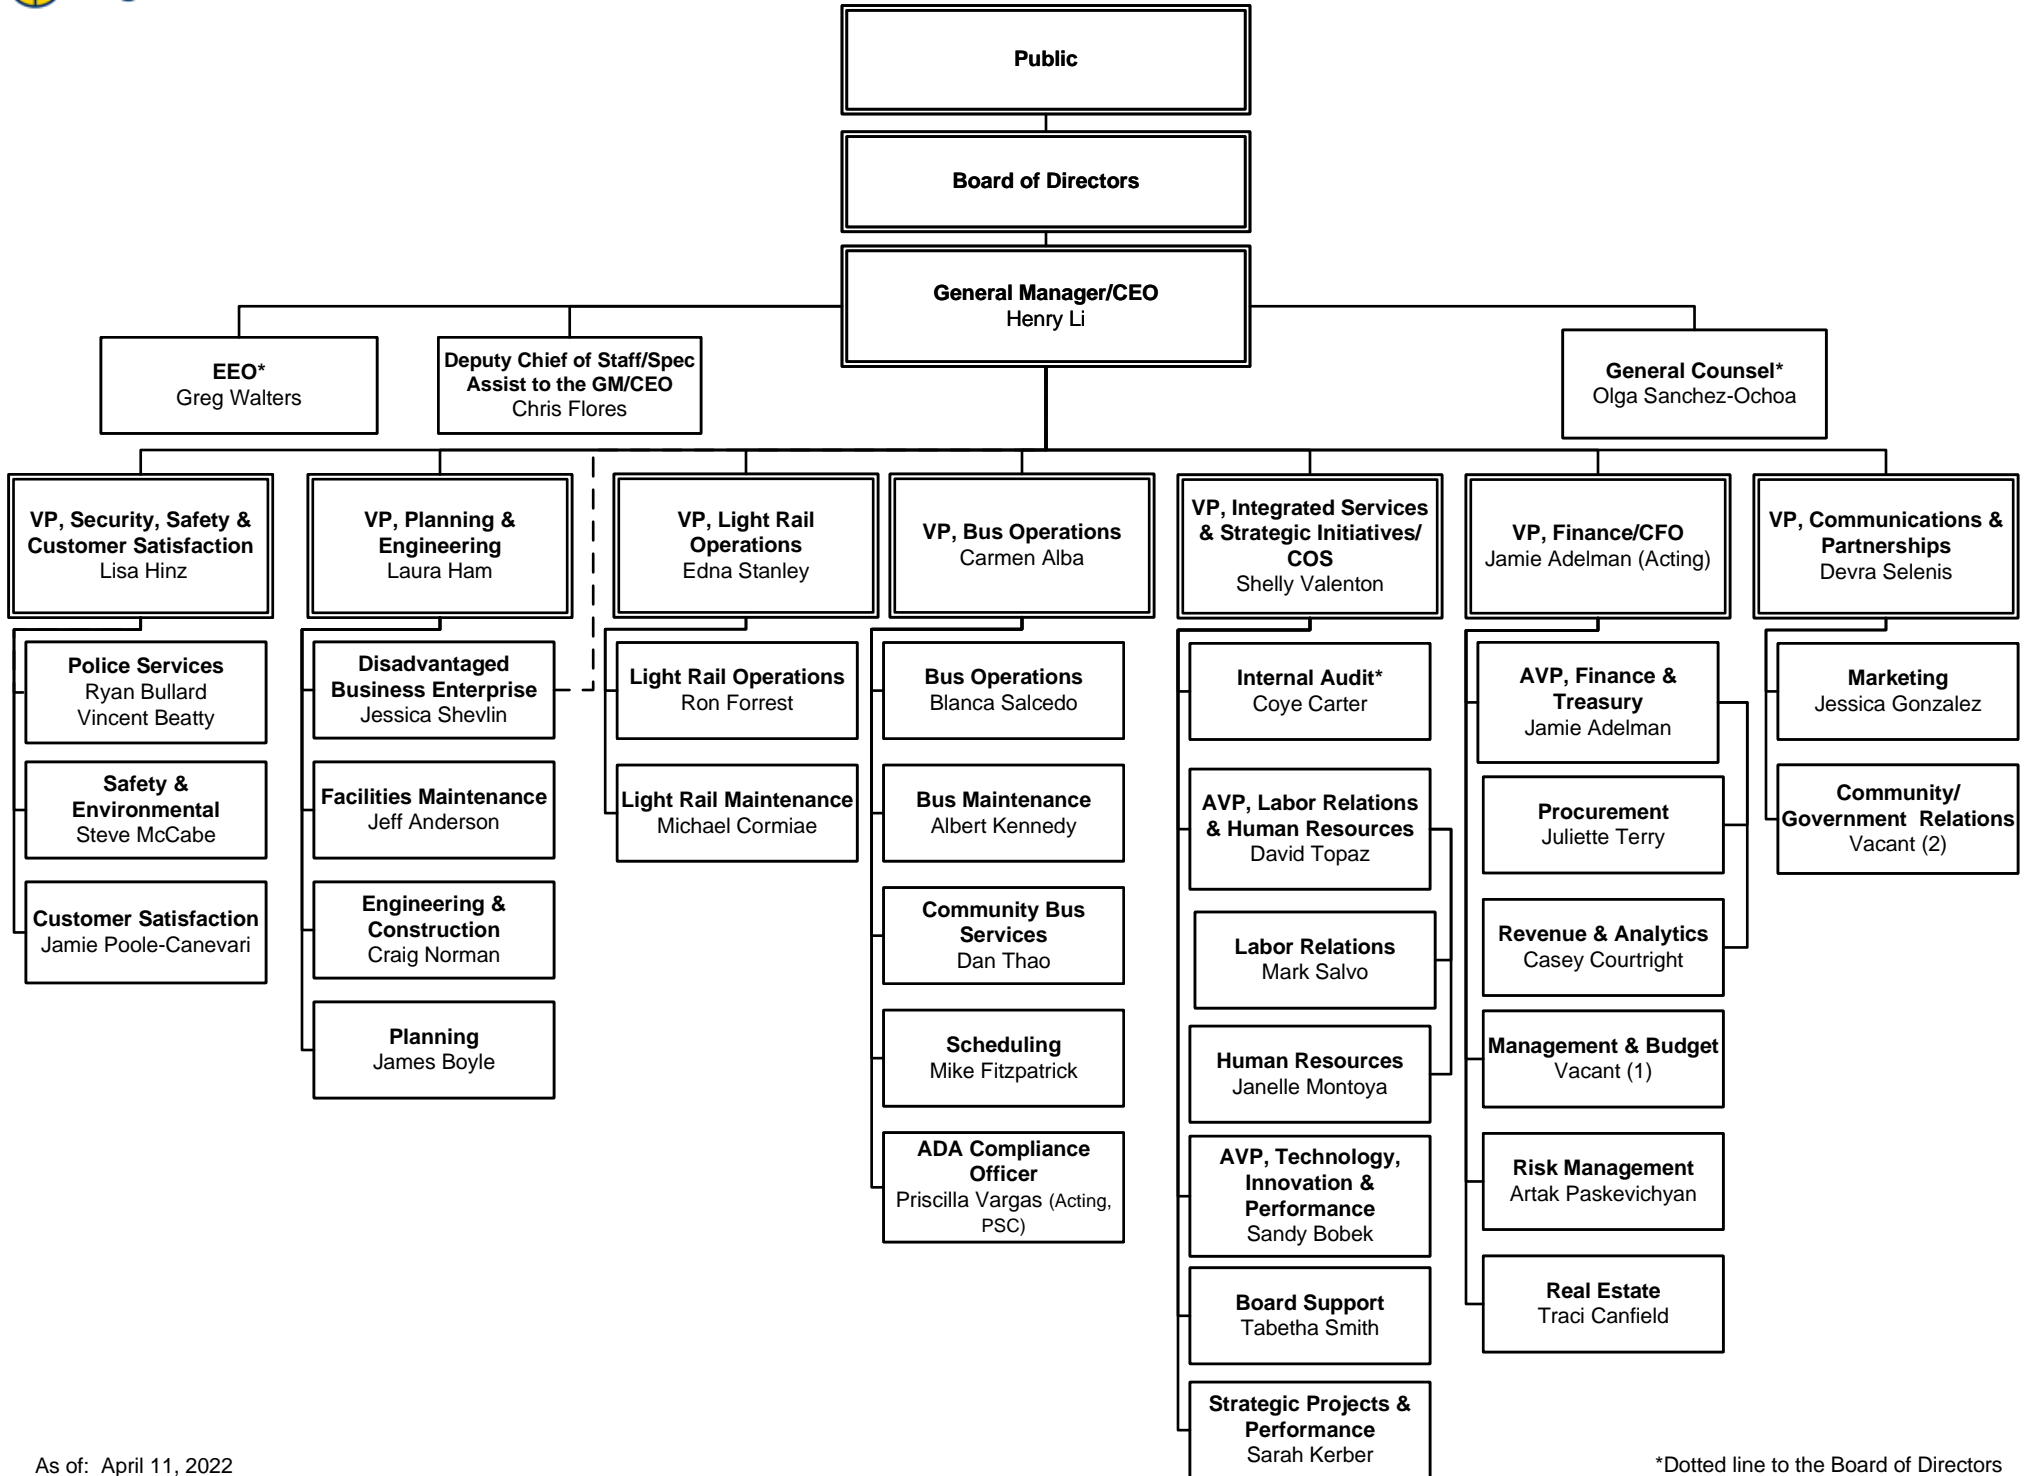 Public
Board of Directors
General Manager/CEO
Henry Li
EEO*
Greg Walters
Deputy Chief of Staff/Spec
Assist to the GM/CEO
Chris Flores
General Counsel*
Olga Sanchez-Ochoa
VP, Security, Safety &
Customer Satisfaction
Lisa Hinz
VP, Planning &
Engineering
Laura Ham
VP, Light Rail
Operations
Edna Stanley
VP, Bus Operations
Carmen Alba
VP, Integrated Services
& Strategic Initiatives/
COS
Shelly Valenton
VP, Finance/CFO
Jamie Adelman (Acting)
VP, Communications &
Partnerships
Devra Selenis
Police Services
Ryan Bullard
Vincent Beatty
Safety &
Environmental
Steve McCabe
Customer Satisfaction
Jamie Poole-Canevari
Disadvantaged
Business Enterprise
Jessica Shevlin
Facilities Maintenance
Jeff Anderson
Engineering &
Construction
Craig Norman
Planning
James Boyle
Light Rail Operations
Ron Forrest
Light Rail Maintenance
Michael Cormiae
Bus Operations
Blanca Salcedo
Bus Maintenance
Albert Kennedy
Community Bus
Services
Dan Thao
Scheduling
Mike Fitzpatrick
ADA Compliance
Officer
Priscilla Vargas (Acting,
PSC)
Internal Audit*
Coye Carter
AVP, Labor Relations
& Human Resources
David Topaz
Labor Relations
Mark Salvo
Human Resources
Janelle Montoya
AVP, Technology,
Innovation &
Performance
Sandy Bobek
Board Support
Tabetha Smith
Strategic Projects &
Performance
Sarah Kerber
AVP, Finance &
Treasury
Jamie Adelman
Procurement
Juliette Terry
Revenue & Analytics
Casey Courtright
Management & Budget
Vacant (1)
Risk Management
Artak Paskevichyan
Real Estate
Traci Canfield
Marketing
Jessica Gonzalez
Community/
Government Relations
Vacant (2)
As of: April 11, 2022
*Dotted line to the Board of Directors